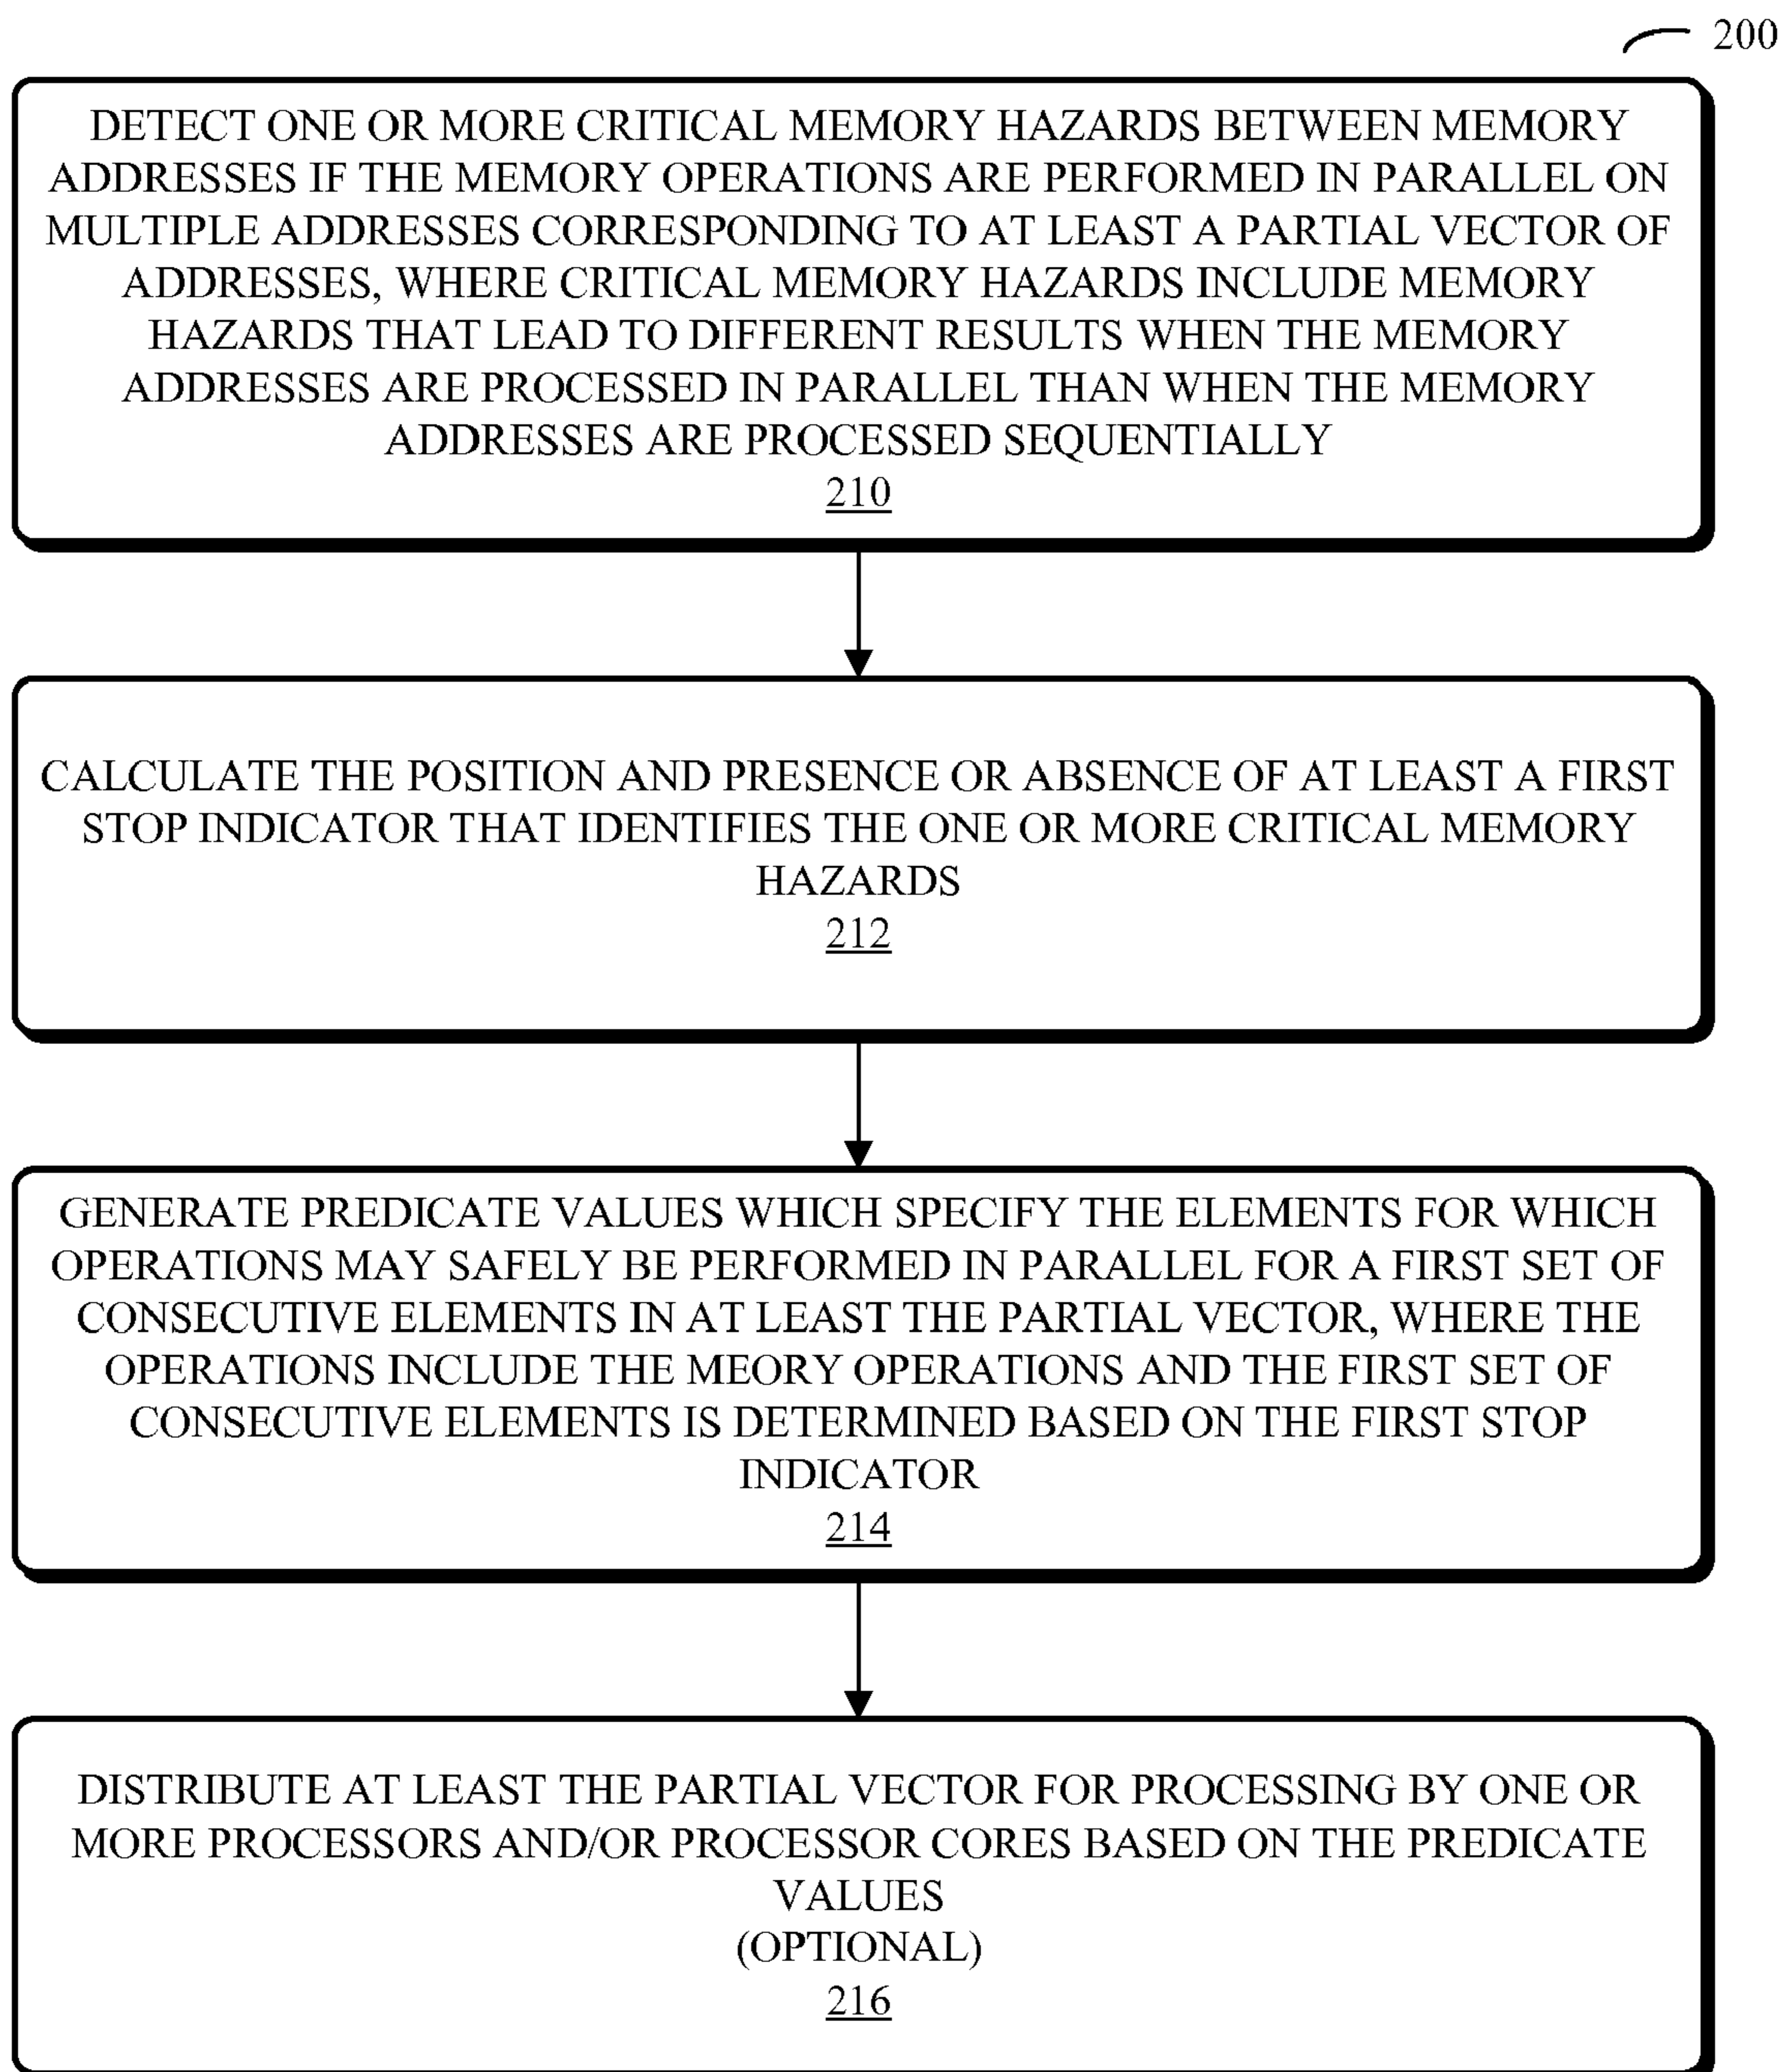 200
DETECT ONE OR MORE CRITICAL MEMORY HAZARDS BETWEEN MEMORY
ADDRESSES IF THE MEMORY OPERATIONS ARE PERFORMED IN PARALLEL ON
MULTIPLE ADDRESSES CORRESPONDING TO AT LEAST A PARTIAL VECTOR OF
ADDRESSES, WHERE CRITICAL MEMORY HAZARDS INCLUDE MEMORY
HAZARDS THAT LEAD TO DIFFERENT RESULTS WHEN THE MEMORY
ADDRESSES ARE PROCESSED IN PARALLEL THAN WHEN THE MEMORY
ADDRESSES ARE PROCESSED SEQUENTIALLY
210
CALCULATE THE POSITION AND PRESENCE OR ABSENCE OF AT LEAST A FIRST
STOP INDICATOR THAT IDENTIFIES THE ONE OR MORE CRITICAL MEMORY
HAZARDS
212
GENERATE PREDICATE VALUES WHICH SPECIFY THE ELEMENTS FOR WHICH
OPERATIONS MAY SAFELY BE PERFORMED IN PARALLEL FOR A FIRST SET OF
CONSECUTIVE ELEMENTS IN AT LEAST THE PARTIAL VECTOR, WHERE THE
OPERATIONS INCLUDE THE MEORY OPERATIONS AND THE FIRST SET OF
CONSECUTIVE ELEMENTS IS DETERMINED BASED ON THE FIRST STOP
INDICATOR
214
DISTRIBUTE AT LEAST THE PARTIAL VECTOR FOR PROCESSING BY ONE OR
MORE PROCESSORS AND/OR PROCESSOR CORES BASED ON THE PREDICATE
VALUES
(OPTIONAL)
216